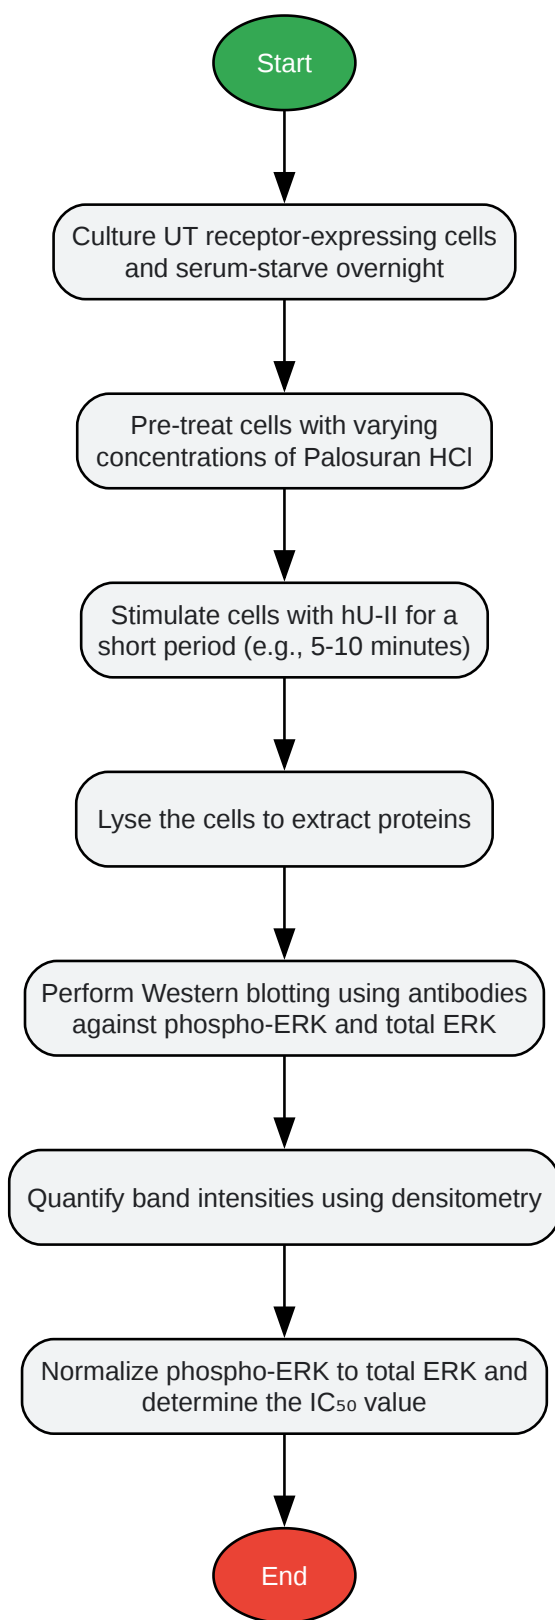 Start
Culture UT receptor-expressing cells
and serum-starve overnight
Pre-treat cells with varying
concentrations of Palosuran HCl
Stimulate cells with hU-II for a
short period (e.g., 5-10 minutes)
Lyse the cells to extract proteins
Perform Western blotting using antibodies
against phospho-ERK and total ERK
Quantify band intensities using densitometry
Normalize phospho-ERK to total ERK and
determine the IC₅₀ value
End